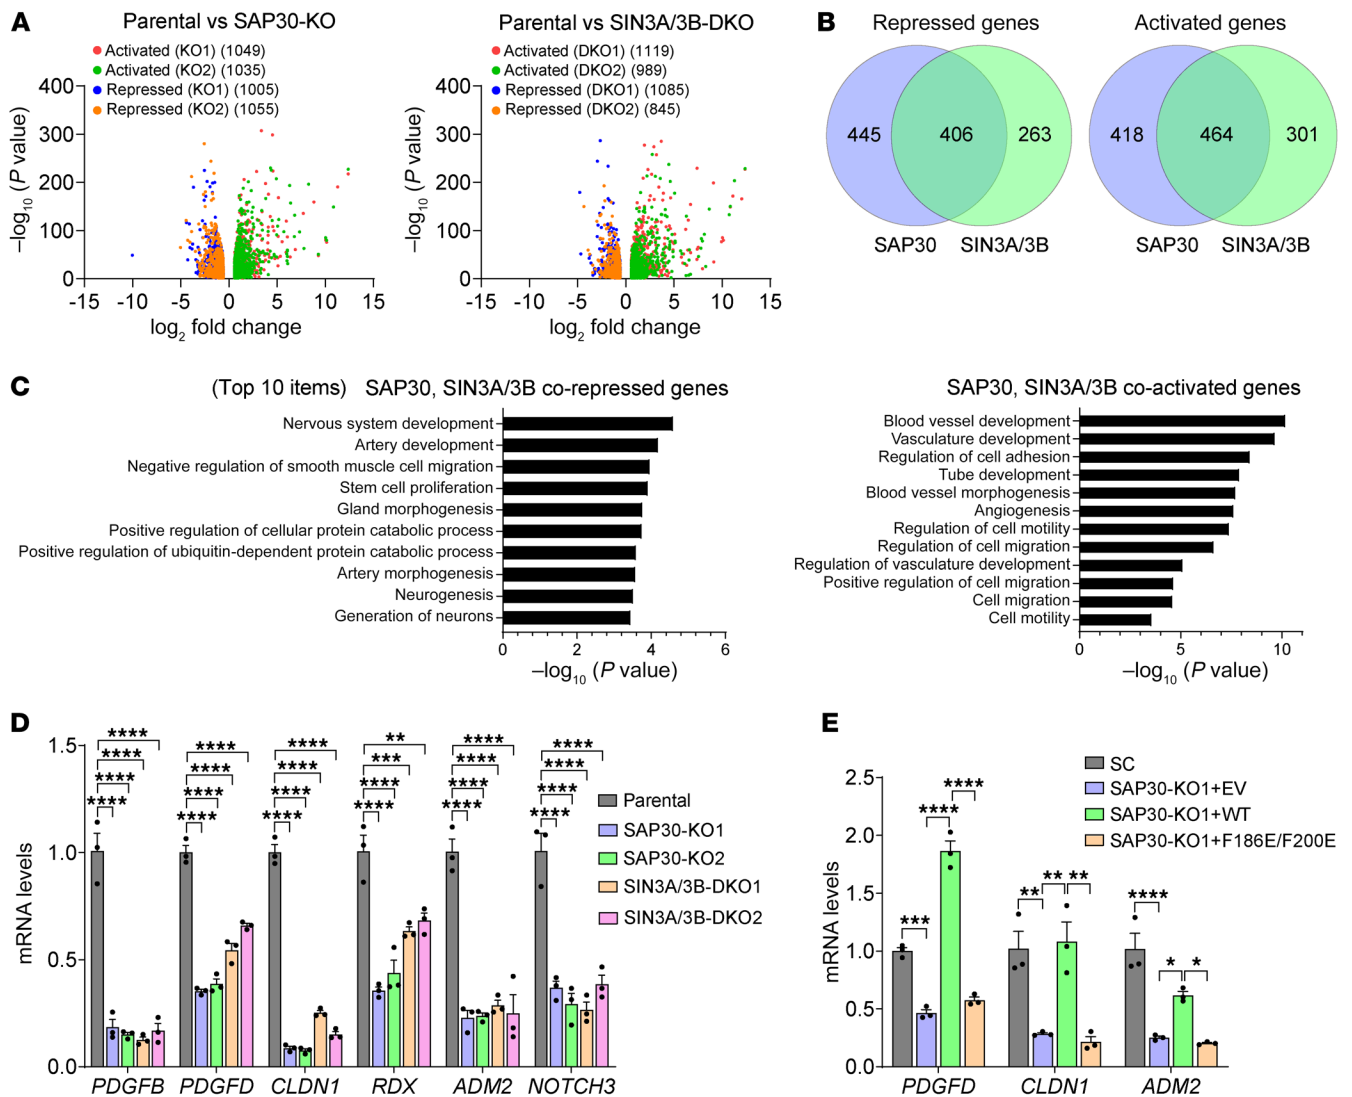 A
Parental vs SAP30-KO
Activated (KO1) (1049)
Activated (KO2) (1035)
Repressed (KO1) (1005)
Repressed (KO2) (1055)
400
300
200
100
0
–log10 (P value)
-15 -10 -5 0 5 10 15
log2 fold change
Parental vs SIN3A/3B-DKO
Activated (DKO1) (1119)
Activated (DKO2) (989)
Repressed (DKO1) (1085)
Repressed (DKO2) (845)
400
300
200
100
0
–log10 (P value)
-15 -10 -5 0 5 10 15
log2 fold change
B
Repressed genes
445 406 263
SAP30 SIN3A/3B
Activated genes
418 464 301
SAP30 SIN3A/3B
C
(Top 10 items) SAP30, SIN3A/3B co-repressed genes
Nervous system development
Artery development
Negative regulation of smooth muscle cell migration
Stem cell proliferation
Gland morphogenesis
Positive regulation of cellular protein catabolic process
Positive regulation of ubiquitin-dependent protein catabolic process
Artery morphogenesis
Neurogenesis
Generation of neurons
0 2 4 6
–log10 (P value)
SAP30, SIN3A/3B co-activated genes
Blood vessel development
Vasculature development
Regulation of cell adhesion
Tube development
Blood vessel morphogenesis
Angiogenesis
Regulation of cell motility
Regulation of cell migration
Regulation of vasculature development
Positive regulation of cell migration
Cell migration
Cell motility
0 5 10
–log10 (P value)
D
1.5
1.0
0.5
0.0
mRNA levels
**** **** **** ****
**** **** **** ****
**** **** **** ****
** *** **** ****
**** **** **** ****
**** **** **** ****
PDGFB PDGFD CLDN1 RDX ADM2 NOTCH3
Parental
SAP30-KO1
SAP30-KO2
SIN3A/3B-DKO1
SIN3A/3B-DKO2
E
SC
SAP30-KO1+EV
SAP30-KO1+WT
SAP30-KO1+F186E/F200E
2.5
2.0
1.5
1.0
0.5
0.0
mRNA levels
*** **** ****
** ** **
**** * *
PDGFD CLDN1 ADM2